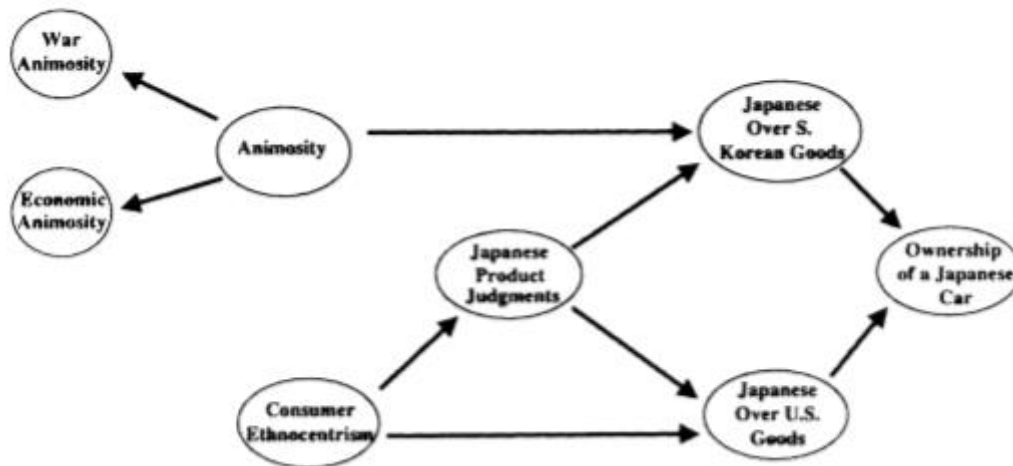 War
Animosity
Animosity
Economic
Animosity
Japanese
Over S.
Korean Goods
Japanese
Product
Judgments
Ownership
of a Japanese
Car
Consumer
Ethnocentrism
Japanese
Over U.S.
Goods